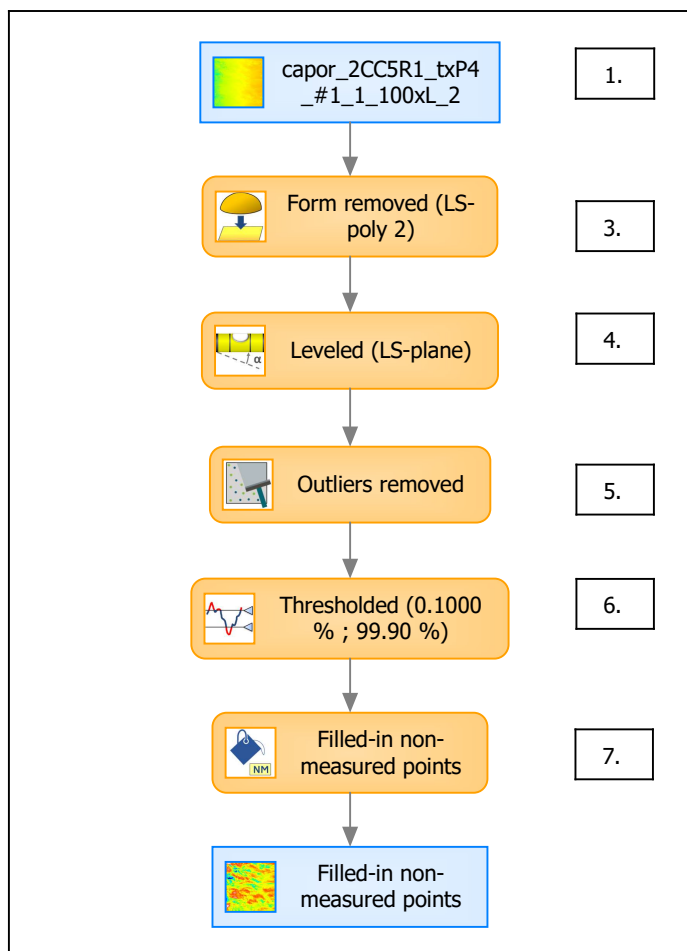 capor_2CC5R1_txP4
_#1_1_100xL_2
1.
Form removed (LS-
poly 2)
3.
α
Leveled (LS-plane)
4.
Outliers removed
5.
Thresholded (0.1000
% ; 99.90 %)
6.
NM
Filled-in non-
measured points
7.
Filled-in non-
measured points